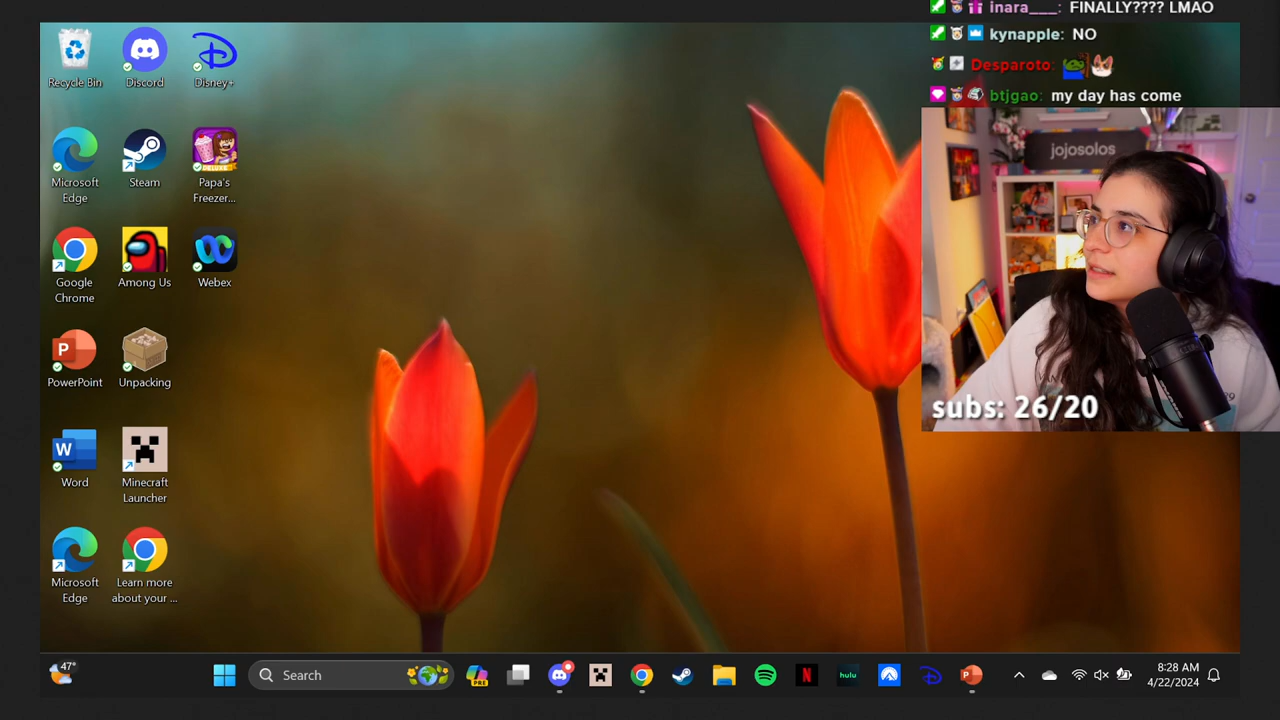 inara___: FINALLY???? LMAO
kynapple: NO
Desparoto:
btjgao: my day has come
jojosolos
subs: 26/20
Recycle Bin
Discord
Disney+
Microsoft
Edge
Steam
Papa's
Freezer...
DELUXE
Google
Chrome
Among Us
Webex
PowerPoint
Unpacking
Word
Minecraft
Launcher
Microsoft
Edge
Learn more
about your ...
47°
Search
PRE
hulu
8:28 AM
4/22/2024